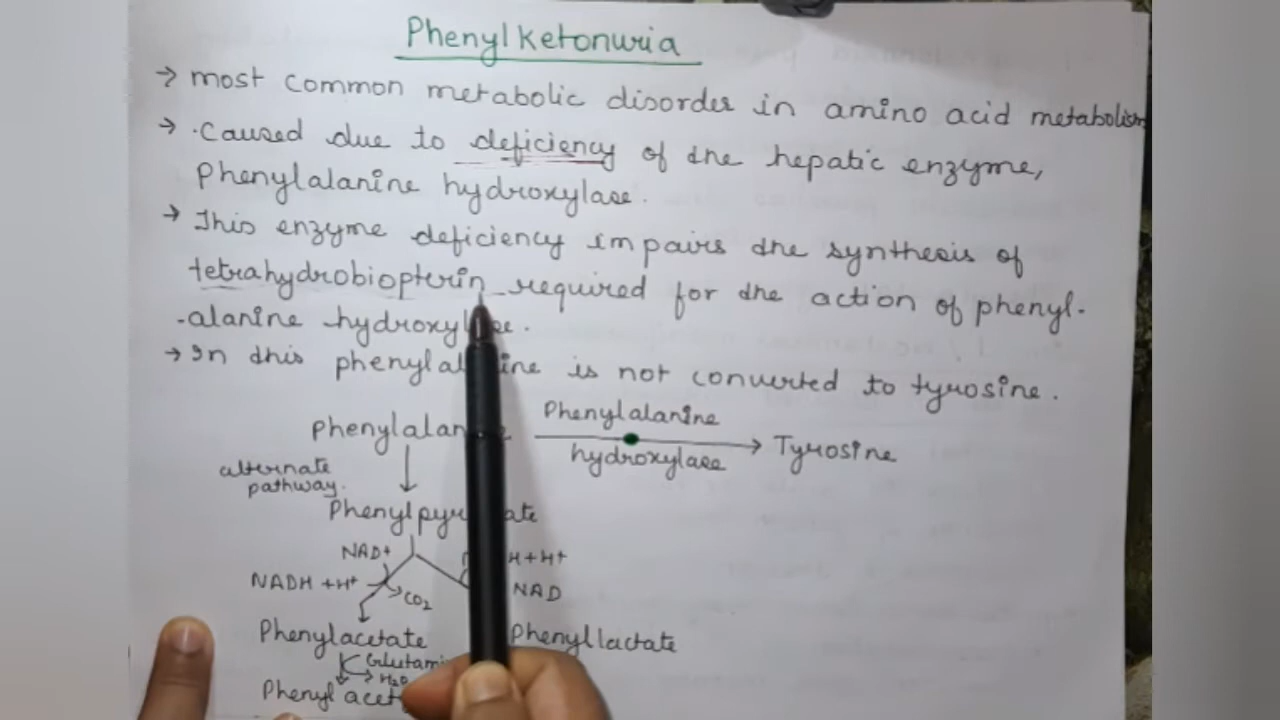 Phenylketonuria
→ most common metabolic disorder in amino acid metabolism
→ . Caused due to deficiency of the hepatic enzyme,
Phenylalanine hydroxylase.
→ This enzyme deficiency impairs the synthesis of
tetrahydrobiopterin required for the action of phenyl-
-alanine hydroxyl se.
→ In this phenylal ine is not converted to tyrosine.
Phenylalanine
Phenylalan → Tyrosine
hydroxylase
alternate
pathway.
Phenylpyr ate
NAD+ H+H+
NADH +H+ CO2 NAD
Phenylacetate Phenyllactate
Glutami
H2O
Phenyl acet